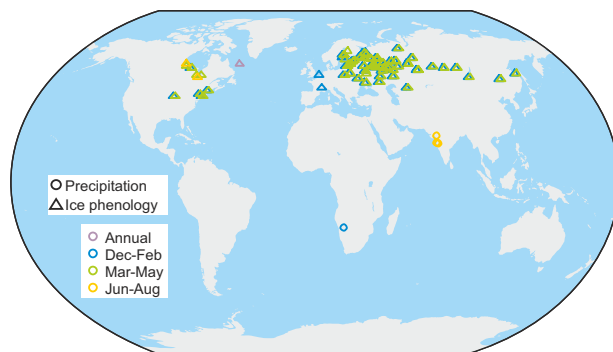 Precipitation
Ice phenology
Annual
Dec-Feb
Mar-May
Jun-Aug